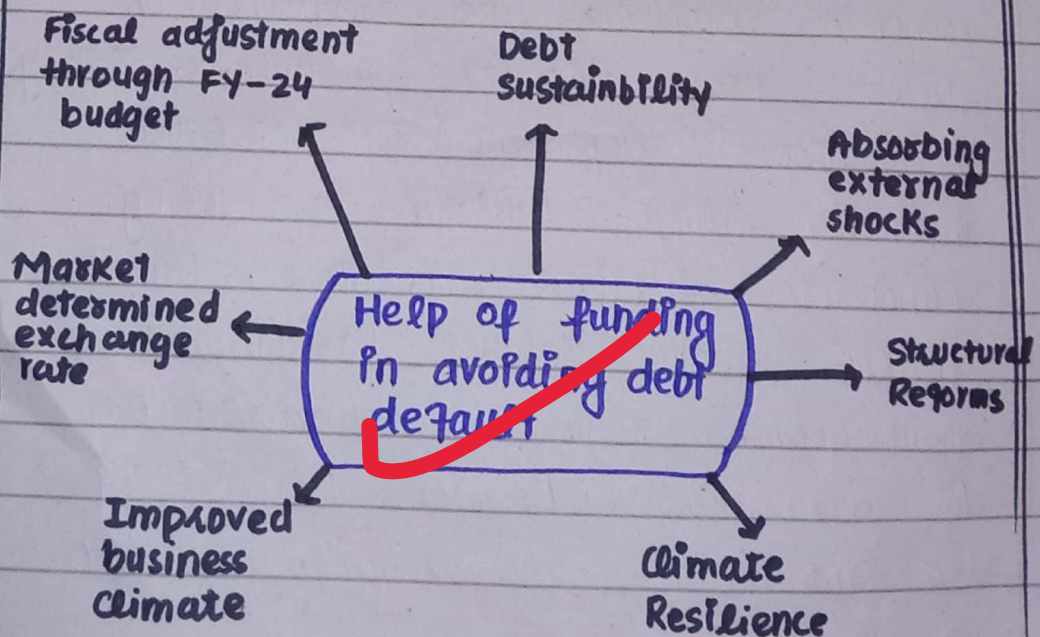 Fiscal adjustment
through FY-24
budget
Debt
sustainbility
Absorbing
external
shocks
Market
determined
exchange
rate
Help of funding
in avoiding debt
default
Structural
Reforms
Improved
business
climate
Climate
Resilience